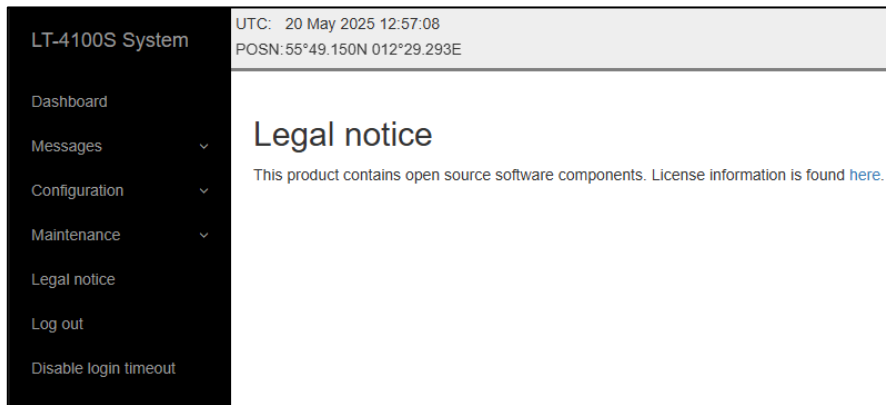 LT-4100S System
UTC: 20 May 2025 12:57:08
POSN: 55°49.150N 012°29.293E
Dashboard
Messages
Configuration
Maintenance
Legal notice
Log out
Disable login timeout
Legal notice
This product contains open source software components. License information is found here.